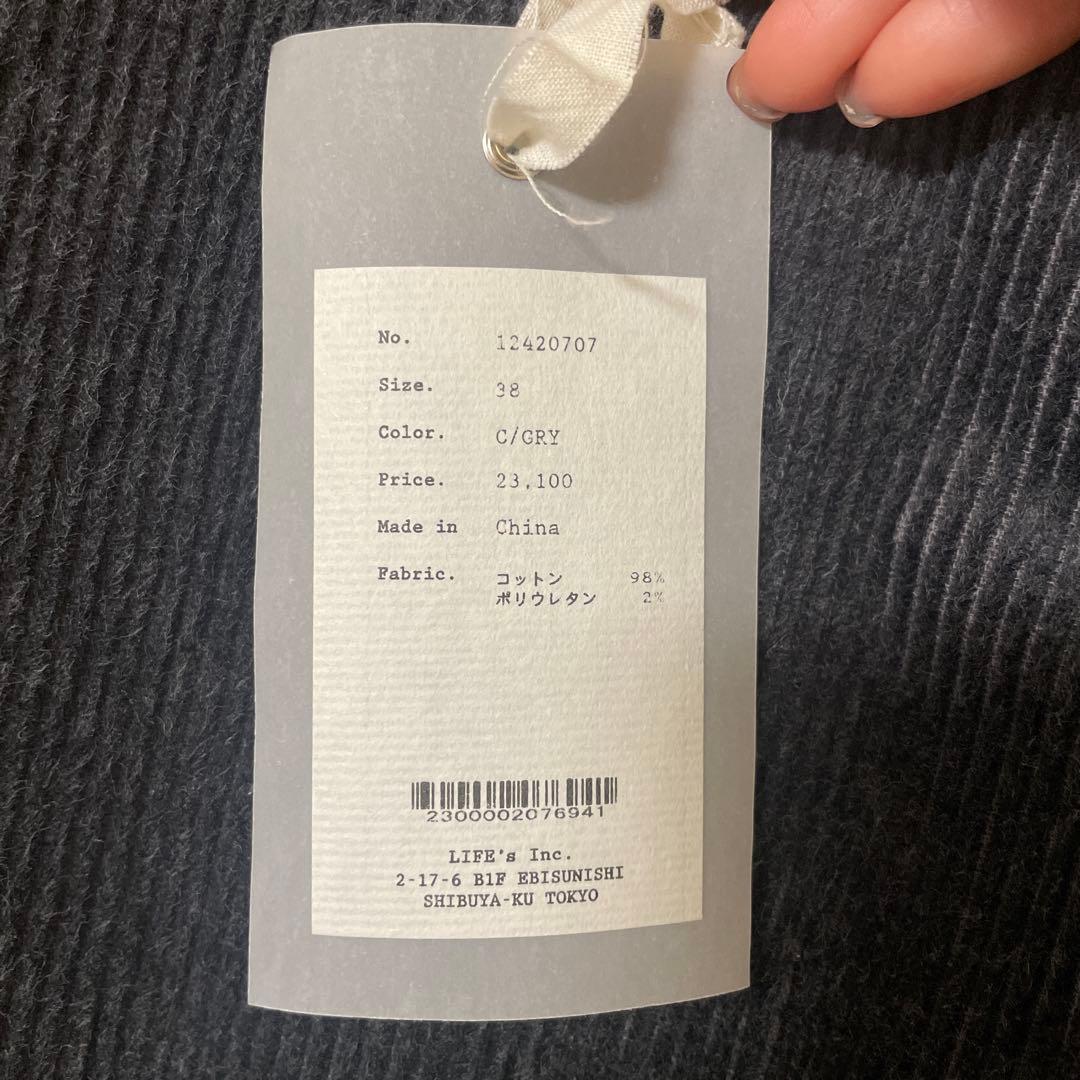 No. 12420707
Size. 38
Color. C/GRY
Price. 23,100
Made in China
Fabric. コットン 98%
ポリウレタン 2%
2300002076941
LIFE's Inc.
2-17-6 B1F EBISUNISHI
SHIBUYA-KU TOKYO